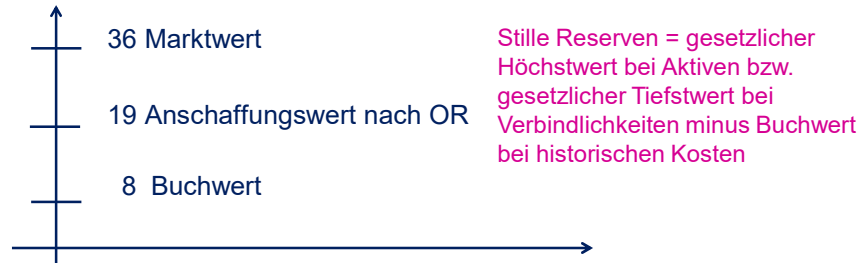 36 Marktwert
19 Anschaffungswert nach OR
8 Buchwert
Stille Reserven = gesetzlicher
Höchstwert bei Aktiven bzw.
gesetzlicher Tiefstwert bei
Verbindlichkeiten minus Buchwert
bei historischen Kosten